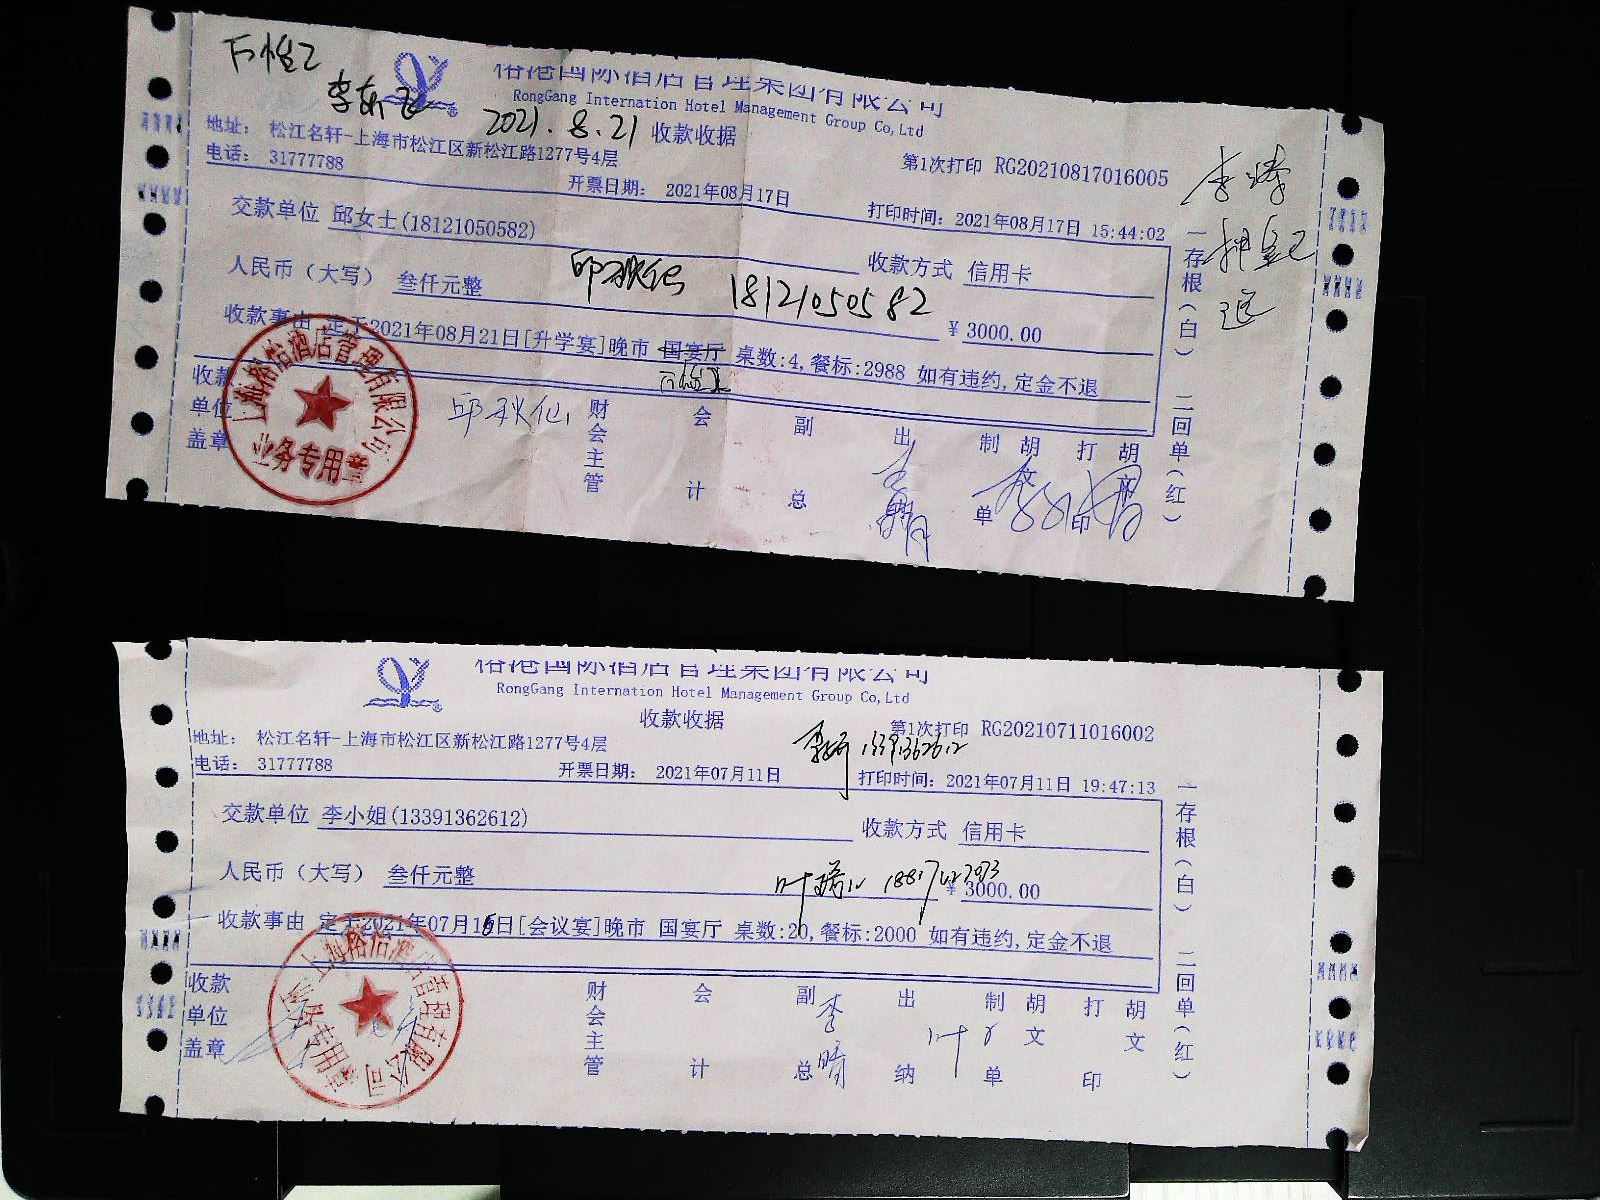 榕港国际酒店管理集团有限公司
RongGang Internation Hotel Management Group Co,Ltd
2021.8.21 收款收据
地址: 松江名轩-上海市松江区新松江路1277号4层
电话: 31777788
第1次打印 RG20210817016005
开票日期: 2021年08月17日
打印时间: 2021年08月17日 15:44:02
交款单位 邱女士(18121050582)
收款方式 信用卡
人民币（大写） 叁仟元整
18121050582
¥ 3000.00
收款事由 定于2021年08月21日[升学宴]晚市 国宴厅 桌数:4,餐标:2988 如有违约,定金不退
收款单位盖章
上海榕怡酒店管理有限公司
业务专用章
财会主管 会计 副总 出 制单 胡文 打印 胡文
一存根(白) 二回单(红)
榕港国际酒店管理集团有限公司
RongGang Internation Hotel Management Group Co,Ltd
收款收据
第1次打印 RG20210711016002
地址: 松江名轩-上海市松江区新松江路1277号4层
电话: 31777788
开票日期: 2021年07月11日
打印时间: 2021年07月11日 19:47:13
交款单位 李小姐(13391362612)
收款方式 信用卡
人民币（大写） 叁仟元整
¥ 3000.00
收款事由 定于2021年07月16日[会议宴]晚市 国宴厅 桌数:20,餐标:2000 如有违约,定金不退
收款单位盖章
上海榕怡酒店管理有限公司
业务专用章
财会主管 会计 副总 出纳 制单 胡文 打印 胡文
一存根(白) 二回单(红)